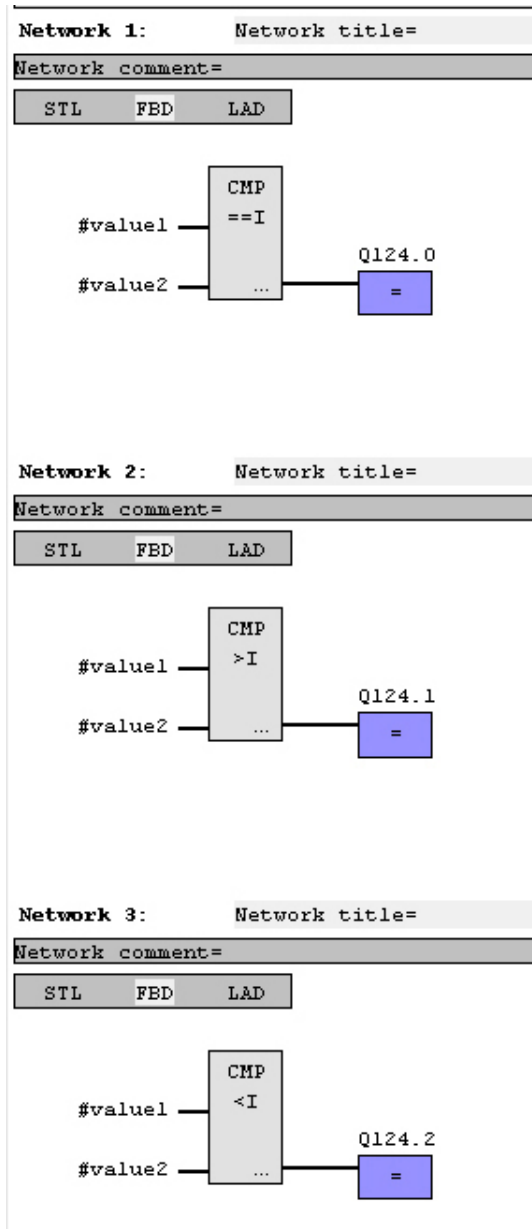 Network 1: Network title=
Network comment=
STL FBD LAD
CMP
==I
#value1
#value2
...
Q124.0
=
Network 2: Network title=
Network comment=
STL FBD LAD
CMP
>I
#value1
#value2
...
Q124.1
=
Network 3: Network title=
Network comment=
STL FBD LAD
CMP
<I
#value1
#value2
...
Q124.2
=